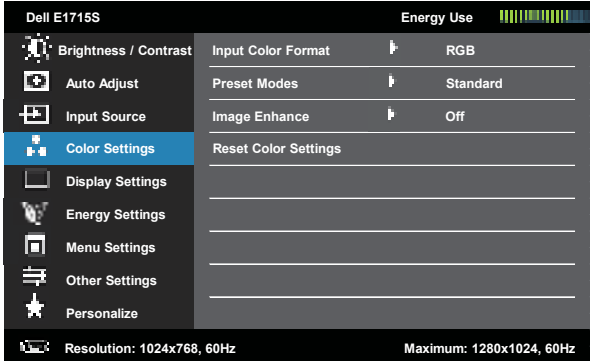 Dell E1715S Energy Use
Brightness / Contrast Input Color Format RGB
Auto Adjust Preset Modes Standard
Input Source Image Enhance Off
Color Settings Reset Color Settings
Display Settings
Energy Settings
Menu Settings
Other Settings
Personalize
Resolution: 1024x768, 60Hz Maximum: 1280x1024, 60Hz